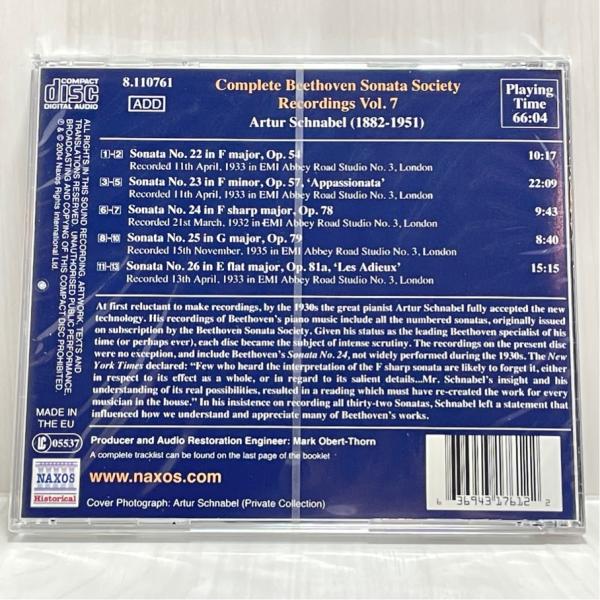 COMPACT
disc
DIGITAL AUDIO
8.110761
ADD
Complete Beethoven Sonata Society
Recordings Vol. 7
Artur Schnabel (1882-1951)
Playing
Time
66:04
1-2 Sonata No. 22 in F major, Op. 54 10:17
Recorded 11th April, 1933 in EMI Abbey Road Studio No. 3, London
3-5 Sonata No. 23 in F minor, Op. 57, 'Appassionata' 22:09
Recorded 11th April, 1933 in EMI Abbey Road Studio No. 3, London
6-7 Sonata No. 24 in F sharp major, Op. 78 9:43
Recorded 21st March, 1932 in EMI Abbey Road Studio No. 3, London
8-10 Sonata No. 25 in G major, Op. 79 8:40
Recorded 15th November, 1935 in EMI Abbey Road Studio No. 3, London
11-13 Sonata No. 26 in E flat major, Op. 81a, 'Les Adieux' 15:15
Recorded 13th April, 1933 in EMI Abbey Road Studio No. 3, London
At first reluctant to make recordings, by the 1930s the great pianist Artur Schnabel fully accepted the new
technology. His recordings of Beethoven's piano music include all the numbered sonatas, originally issued
on subscription by the Beethoven Sonata Society. Given his status as the leading Beethoven specialist of his
time (or perhaps ever), each disc became the subject of intense scrutiny. The recordings on the present disc
were no exception, and include Beethoven's Sonata No. 24, not widely performed during the 1930s. The New
York Times declared: "Few who heard the interpretation of the F sharp sonata are likely to forget it, either
in respect to its effect as a whole, or in regard to its salient details...Mr. Schnabel's insight and his
understanding of its real possibilities, resulted in a reading which must have re-created the work for every
musician in the house." In his insistence on recording all thirty-two Sonatas, Schnabel left a statement that
influenced how we understand and appreciate many of Beethoven's works.
ALL RIGHTS IN THIS SOUND RECORDING, ARTWORK, TEXTS AND
TRANSLATIONS RESERVED. UNAUTHORISED PUBLIC PERFORMANCE,
BROADCASTING AND COPYING OF THIS COMPACT DISC PROHIBITED.
℗ & © 2004 Naxos Rights International Ltd.
MADE IN
THE EU
LC 05537
NAXOS
Historical
Producer and Audio Restoration Engineer: Mark Obert-Thorn
A complete tracklist can be found on the last page of the booklet
www.naxos.com
Cover Photograph: Artur Schnabel (Private Collection)
6 36943 17612 2